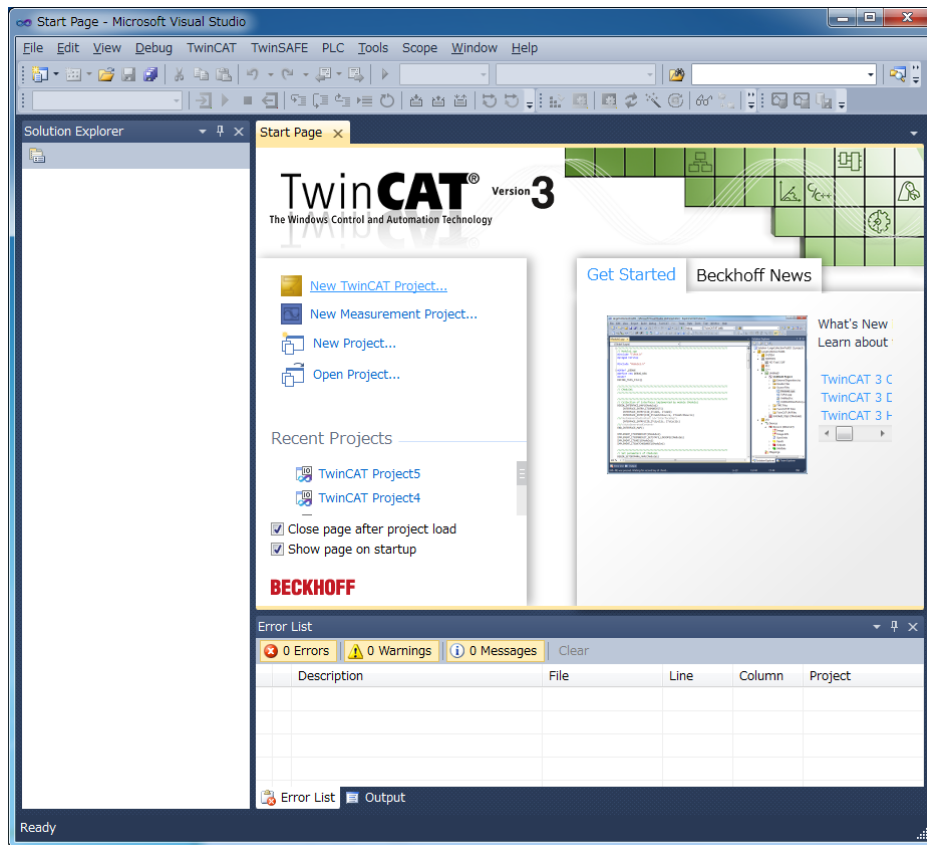 Start Page - Microsoft Visual Studio
File Edit View Debug TwinCAT TwinSAFE PLC Tools Scope Window Help
Solution Explorer
Start Page
TwinCAT® Version 3
The Windows Control and Automation Technology
C/C++
New TwinCAT Project...
New Measurement Project...
New Project...
Open Project...
Recent Projects
TwinCAT Project5
TwinCAT Project4
Close page after project load
Show page on startup
BECKHOFF
Get Started Beckhoff News
What's New
Learn about
TwinCAT 3 C
TwinCAT 3 D
TwinCAT 3 H
Error List
0 Errors 0 Warnings 0 Messages Clear
Description File Line Column Project
Error List Output
Ready